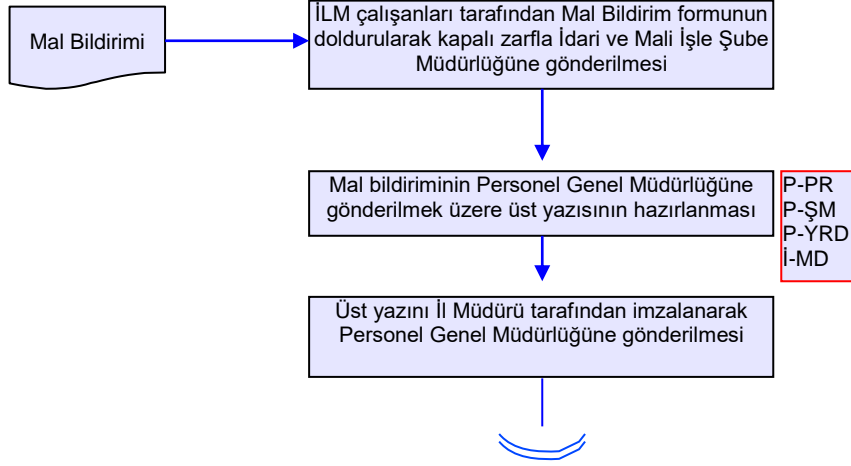 Mal Bildirimi
İLM çalışanları tarafından Mal Bildirim formunun
doldurularak kapalı zarfla İdari ve Mali İşle Şube
Müdürlüğüne gönderilmesi
Mal bildiriminin Personel Genel Müdürlüğüne
gönderilmek üzere üst yazısının hazırlanması
P-PR
P-ŞM
P-YRD
İ-MD
Üst yazını İl Müdürü tarafından imzalanarak
Personel Genel Müdürlüğüne gönderilmesi